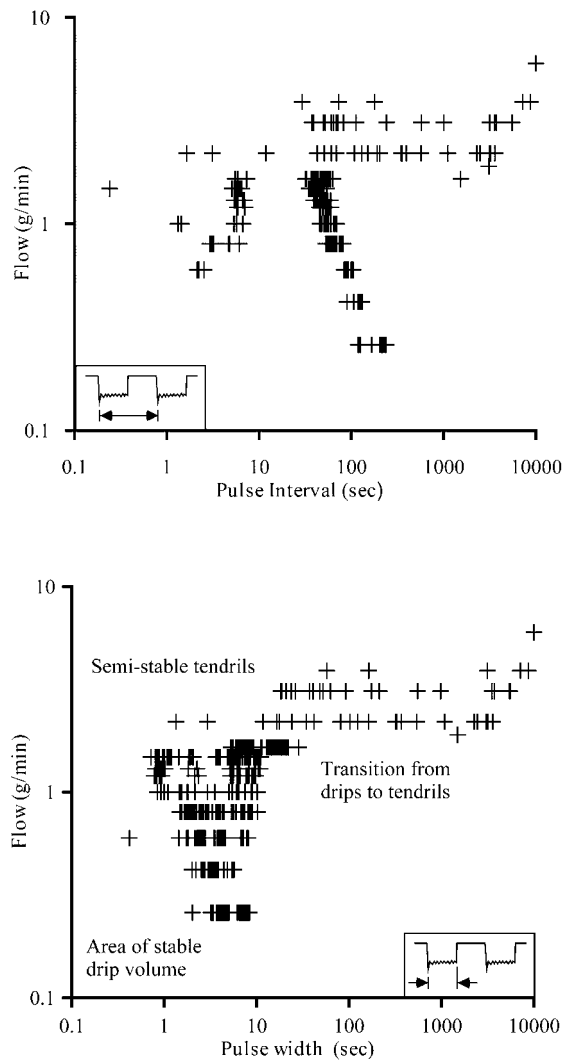 10
1
0.1
Flow (g/min)
0.1 1 10 100 1000 10000
Pulse Interval (sec)
10
1
0.1
Flow (g/min)
Semi-stable tendrils
Transition from
drips to tendrils
Area of stable
drip volume
0.1 1 10 100 1000 10000
Pulse width (sec)